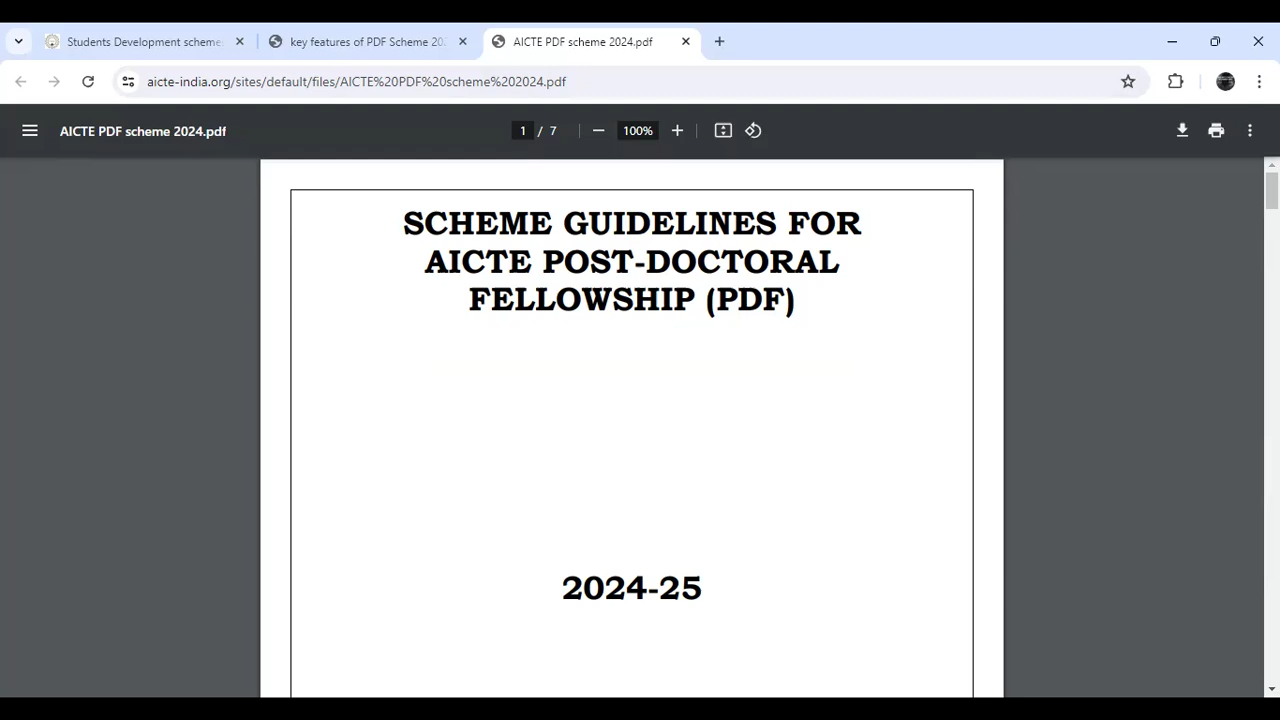 Students Development scheme
key features of PDF Scheme 202
AICTE PDF scheme 2024.pdf
aicte-india.org/sites/default/files/AICTE%20PDF%20scheme%202024.pdf
AICTE PDF scheme 2024.pdf
1 / 7
100%
SCHEME GUIDELINES FOR
AICTE POST-DOCTORAL
FELLOWSHIP (PDF)
2024-25